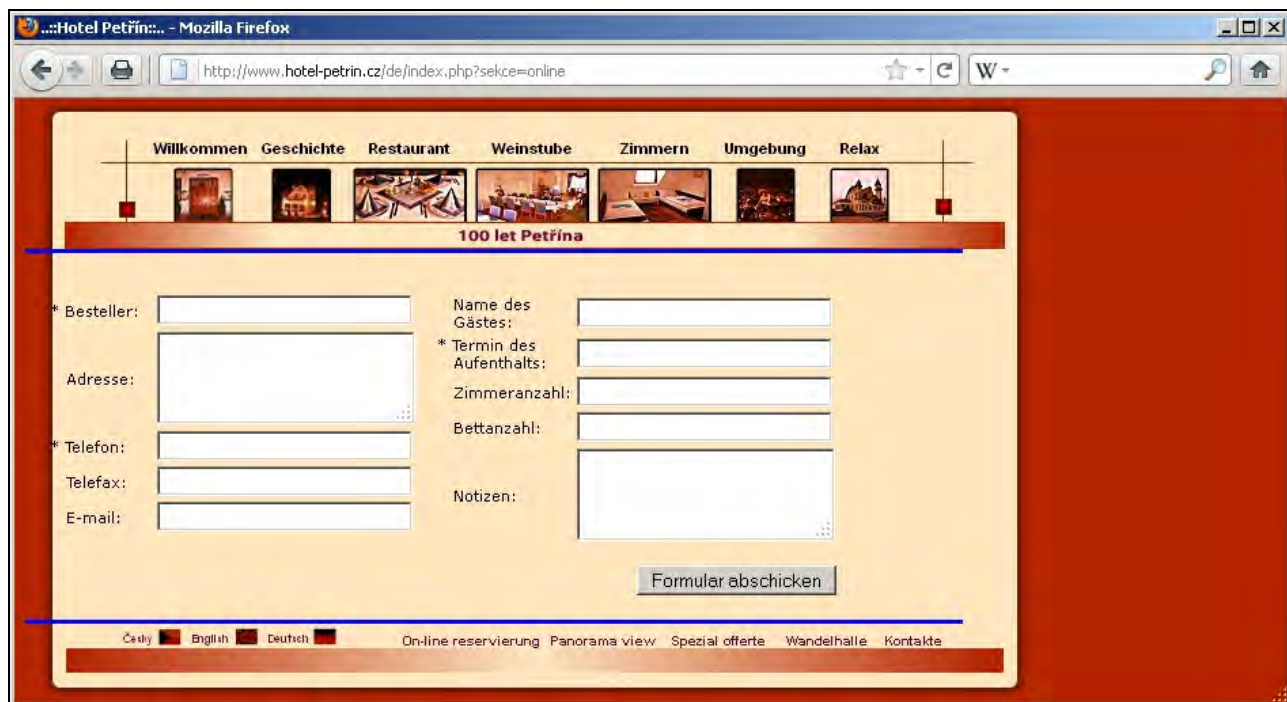 ..::Hotel Petřín::.. - Mozilla Firefox
http://www.hotel-petrin.cz/de/index.php?sekce=online
W
Willkommen Geschichte Restaurant Weinstube Zimmern Umgebung Relax
100 let Petřína
* Besteller:
Adresse:
* Telefon:
Telefax:
E-mail:
Name des
Gästes:
* Termin des
Aufenthalts:
Zimmeranzahl:
Bettanzahl:
Notizen:
Formular abschicken
Česky English Deutsch
On-line reservierung Panorama view Spezial offerte Wandelhalle Kontakte